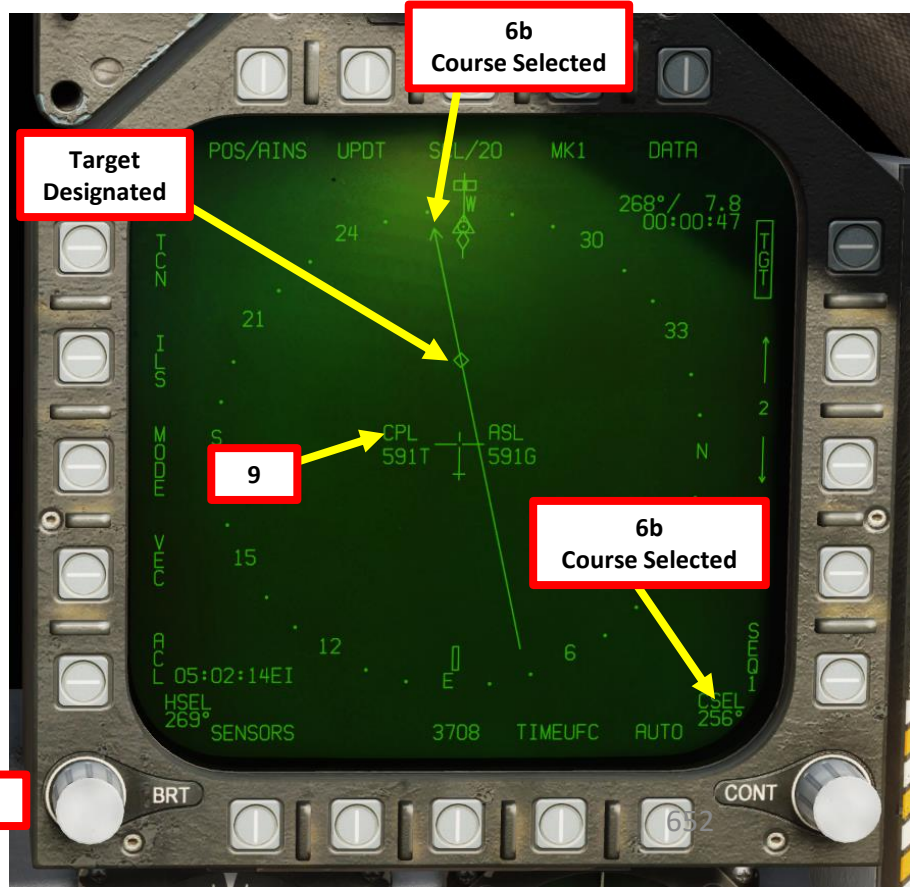 6b
Course Selected
Target
Designated
POS/AINS UPDT SCL/20 MK1 DATA
268°/ 7.8
00:00:47
W
24
30
TCN
TGT
21
33
ILS
2
CPL ASL
591T 591G
S
N
MODE
9
6b
Course Selected
VEC
15
12
6
ACL
05:02:14EI
E
SEQ1
HSEL
269°
CSEL
256°
SENSORS 3708 TIMEUFC AUTO
BRT
CONT
652